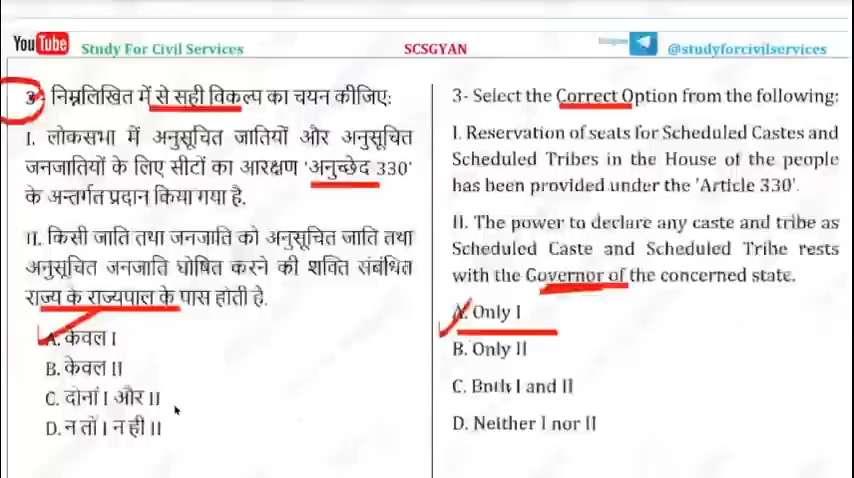 YouTube Study For Civil Services
SCSGYAN
@studyforcivilservices
3- निम्नलिखित में से सही विकल्प का चयन कीजिए:
I. लोकसभा में अनुसूचित जातियों और अनुसूचित
जनजातियों के लिए सीटों का आरक्षण 'अनुच्छेद 330'
के अन्तर्गत प्रदान किया गया है.
II. किसी जाति तथा जनजाति को अनुसूचित जाति तथा
अनुसूचित जनजाति घोषित करने की शक्ति संबंधित
राज्य के राज्यपाल के पास होती है.
A. केवल I
B. केवल II
C. दोनों I और II
D. न तो I न ही II
3- Select the Correct Option from the following:
I. Reservation of seats for Scheduled Castes and
Scheduled Tribes in the House of the people
has been provided under the 'Article 330'.
II. The power to declare any caste and tribe as
Scheduled Caste and Scheduled Tribe rests
with the Governor of the concerned state.
A. Only I
B. Only II
C. Both I and II
D. Neither I nor II